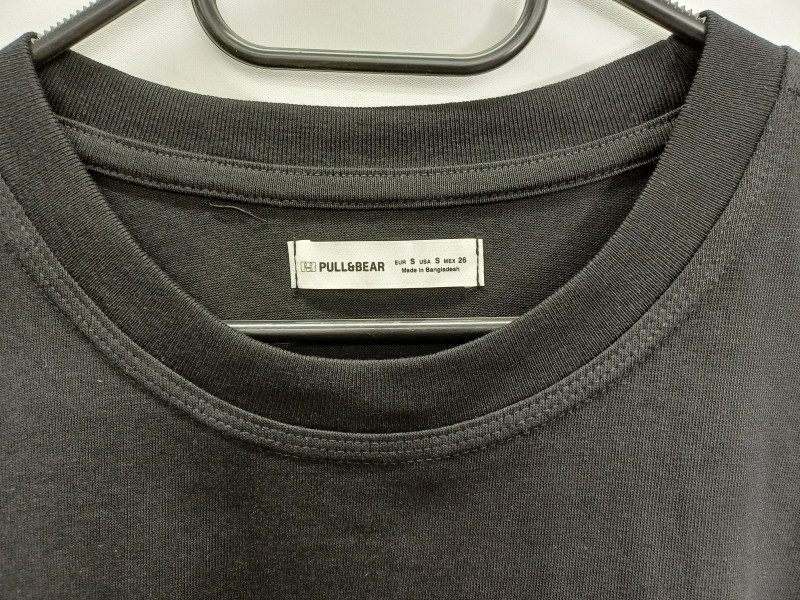 PULL&BEAR EUR S USA S MEX 26
Made in Bangladesh